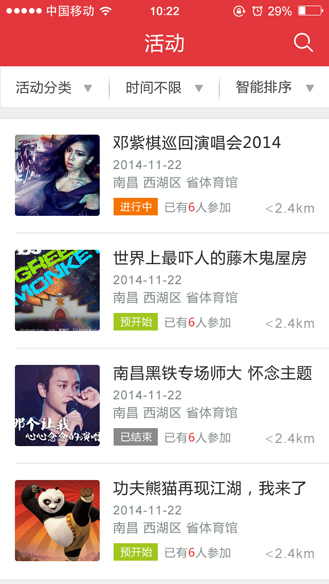 中国移动 10:22 29%
活动
活动分类 时间不限 智能排序
邓紫棋巡回演唱会2014
2014-11-22
南昌 西湖区 省体育馆
进行中 已有6人参加 <2.4km
GREEN
MONKE
世界上最吓人的藤木鬼屋房
2014-11-22
南昌 西湖区 省体育馆
预开始 已有6人参加 <2.4km
南昌黑铁专场师大 怀念主题
2014-11-22
南昌 西湖区 省体育馆
那个让我
心心念念的演唱
已结束 已有6人参加 <2.4km
功夫熊猫再现江湖，我来了
2014-11-22
南昌 西湖区 省体育馆
预开始 已有6人参加 <2.4km